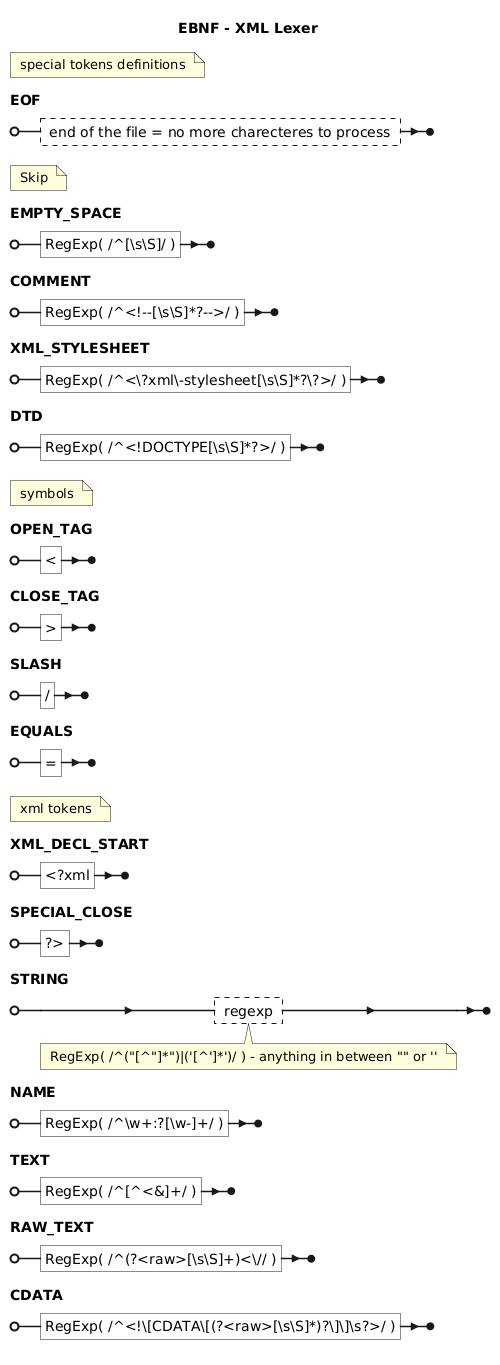 EBNF - XML Lexer
special tokens definitions
EOF
end of the file = no more charecteres to process
Skip
EMPTY_SPACE
RegExp( /^[\s\S]/ )
COMMENT
RegExp( /^<!--[\s\S]*?-->/ )
XML_STYLESHEET
RegExp( /^<\?xml\-stylesheet[\s\S]*?\?>/ )
DTD
RegExp( /^<!DOCTYPE[\s\S]*?>/ )
symbols
OPEN_TAG
<
CLOSE_TAG
>
SLASH
/
EQUALS
=
xml tokens
XML_DECL_START
<?xml
SPECIAL_CLOSE
?>
STRING
regexp
RegExp( /^("[^"]*")|('[^']*')/ ) - anything in between "" or ''
NAME
RegExp( /^\w+:?[\w-]+/ )
TEXT
RegExp( /^[^<&]+/ )
RAW_TEXT
RegExp( /^(?<raw>[\s\S]+)<\// )
CDATA
RegExp( /^<!\[CDATA\[(?<raw>[\s\S]*)?\]\]\s?>/ )